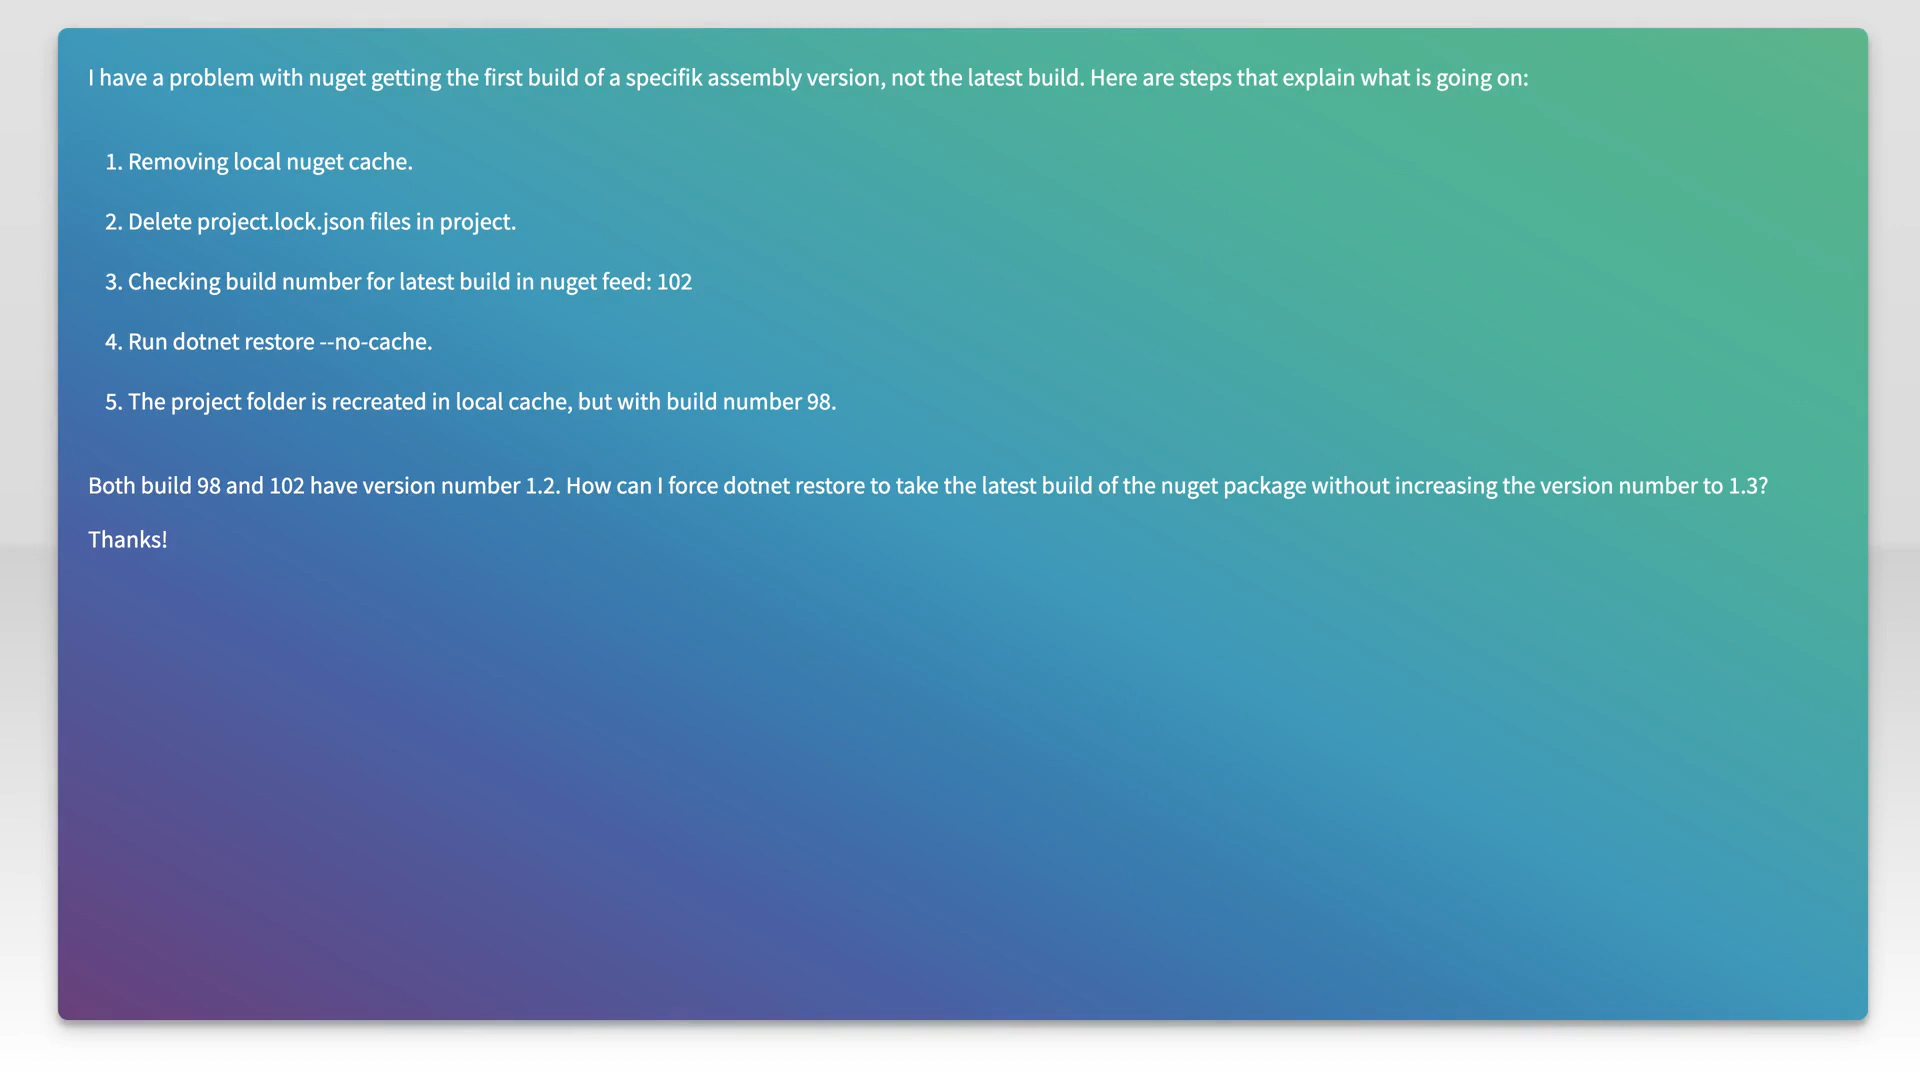 I have a problem with nuget getting the first build of a specifik assembly version, not the latest build. Here are steps that explain what is going on:
1. Removing local nuget cache.
2. Delete project.lock.json files in project.
3. Checking build number for latest build in nuget feed: 102
4. Run dotnet restore --no-cache.
5. The project folder is recreated in local cache, but with build number 98.
Both build 98 and 102 have version number 1.2. How can I force dotnet restore to take the latest build of the nuget package without increasing the version number to 1.3?
Thanks!